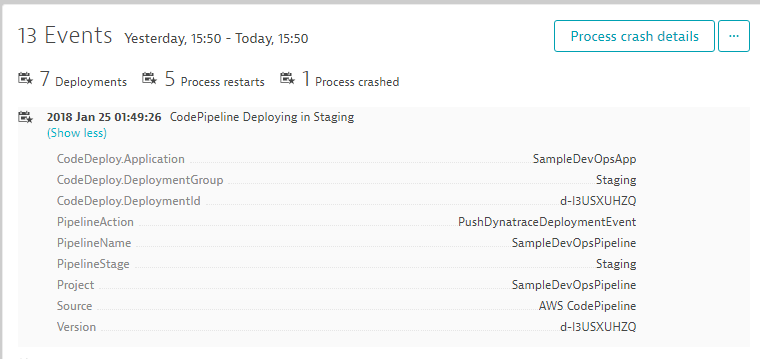 13 Events Yesterday, 15:50 - Today, 15:50 Process crash details ...
7 Deployments 5 Process restarts 1 Process crashed
2018 Jan 25 01:49:26 CodePipeline Deploying in Staging
(Show less)
CodeDeploy.Application SampleDevOpsApp
CodeDeploy.DeploymentGroup Staging
CodeDeploy.DeploymentId d-I3USXUHZQ
PipelineAction PushDynatraceDeploymentEvent
PipelineName SampleDevOpsPipeline
PipelineStage Staging
Project SampleDevOpsPipeline
Source AWS CodePipeline
Version d-I3USXUHZQ